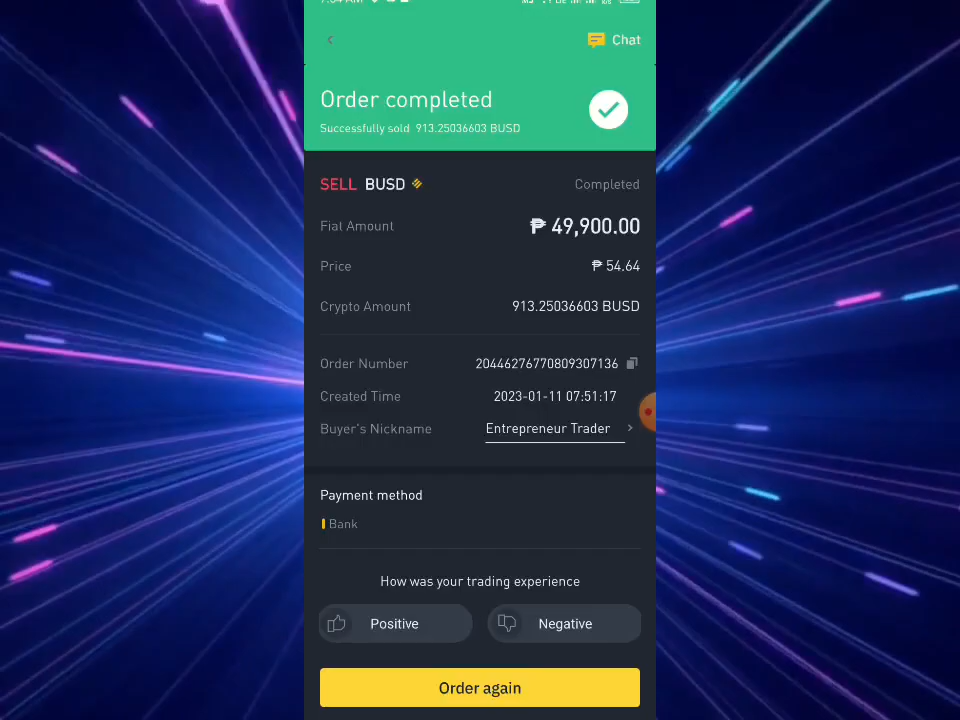 Chat
Order completed
Successfully sold 913.25036603 BUSD
SELL BUSD Completed
Fiat Amount ₱ 49,900.00
Price ₱ 54.64
Crypto Amount 913.25036603 BUSD
Order Number 20446276770809307136
Created Time 2023-01-11 07:51:17
Buyer's Nickname Entrepreneur Trader
Payment method
Bank
How was your trading experience
Positive Negative
Order again